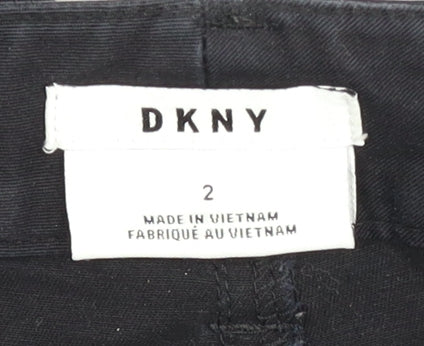 DKNY
2
MADE IN VIETNAM
FABRIQUÉ AU VIETNAM